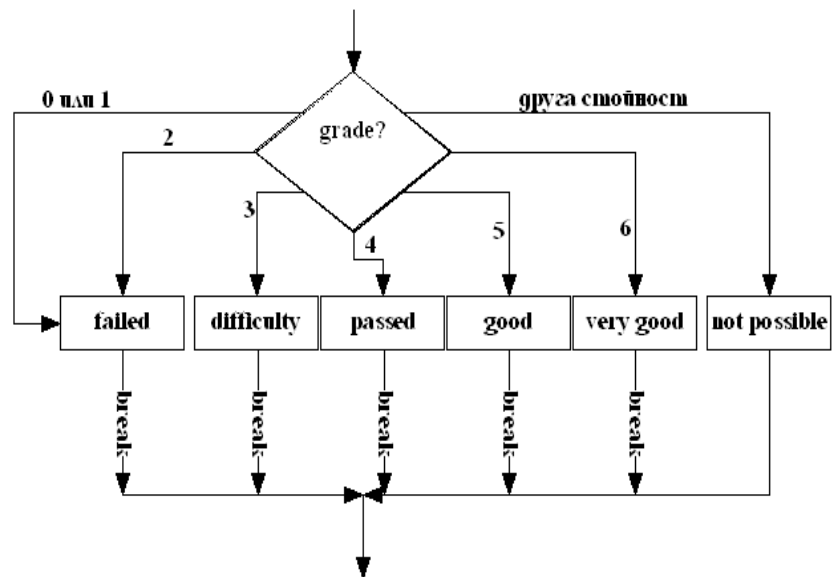 0 или 1
друга стойност
grade?
2
3
4
5
6
failed
difficulty
passed
good
very good
not possible
break
break
break
break
break